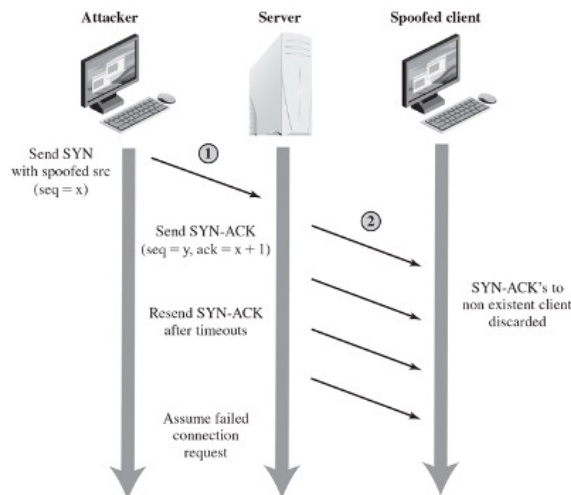 Attacker
Server
Spoofed client
Send SYN
with spoofed src
(seq = x)
1
Send SYN-ACK
(seq = y, ack = x + 1)
2
SYN-ACK's to
non existent client
discarded
Resend SYN-ACK
after timeouts
Assume failed
connection
request